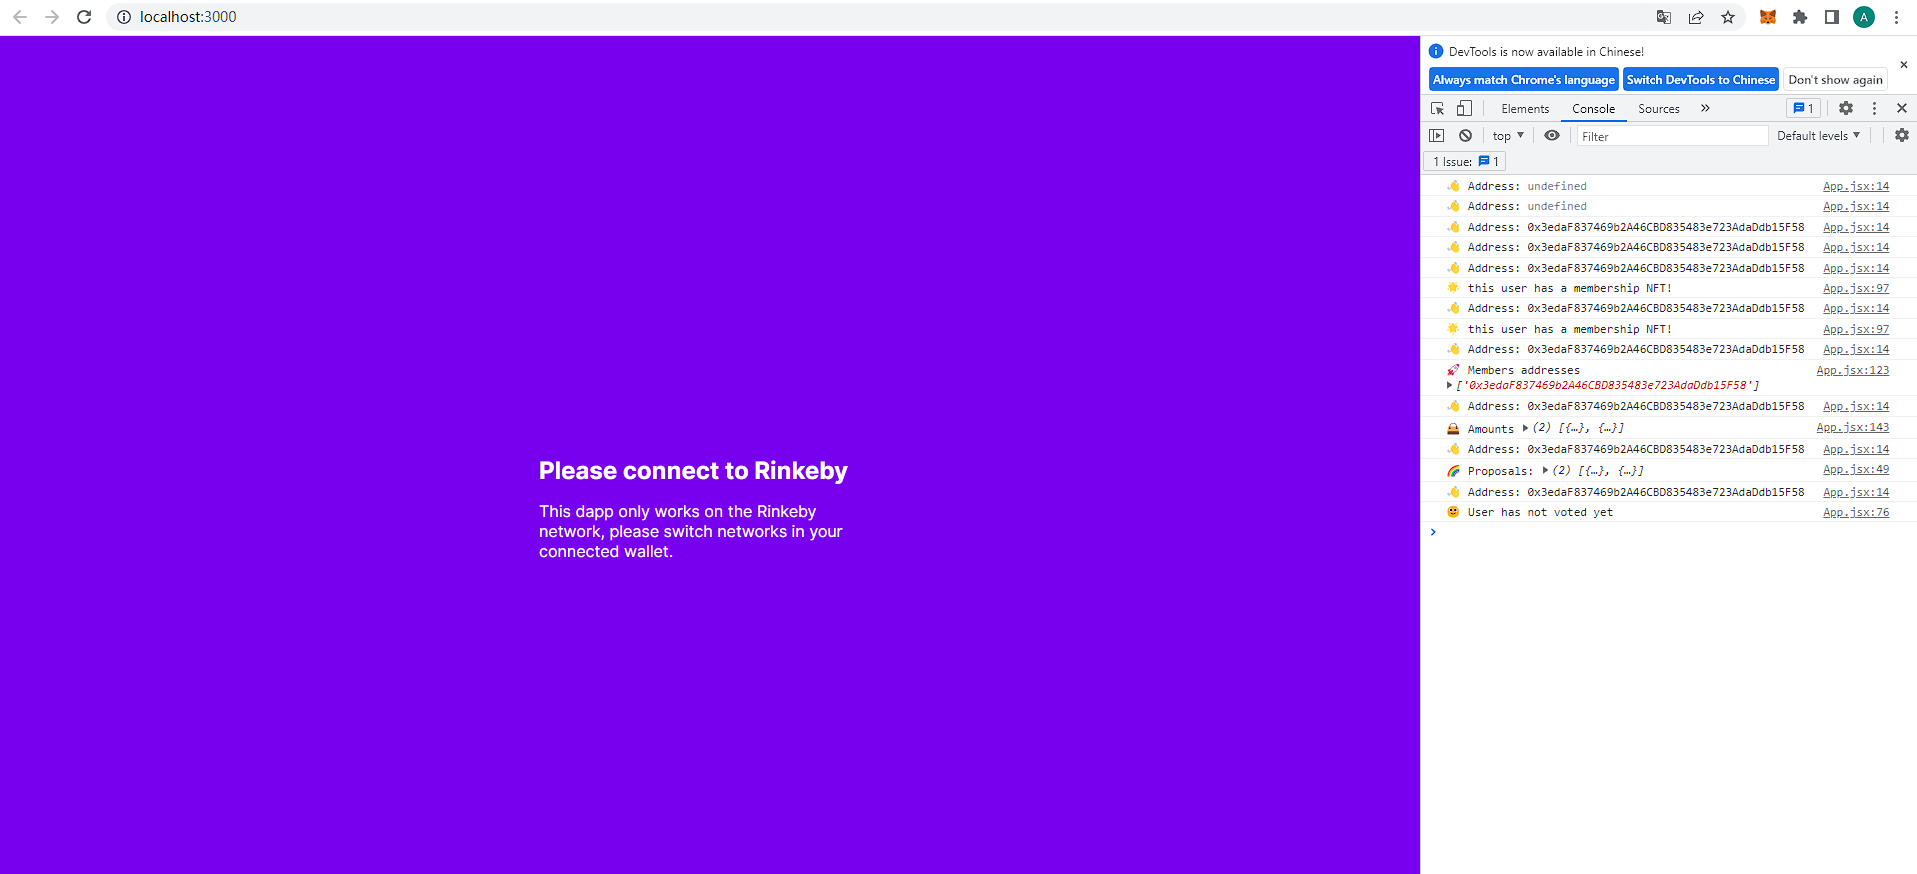 localhost:3000
A
Please connect to Rinkeby
This dapp only works on the Rinkeby
network, please switch networks in your
connected wallet.
DevTools is now available in Chinese!
Always match Chrome's language
Switch DevTools to Chinese
Don't show again
Elements
Console
Sources
1
top
Filter
Default levels
1 Issue: 1
👋 Address: undefined App.jsx:14
👋 Address: undefined App.jsx:14
👋 Address: 0x3edaF837469b2A46CBD835483e723AdaDdb15F58 App.jsx:14
👋 Address: 0x3edaF837469b2A46CBD835483e723AdaDdb15F58 App.jsx:14
👋 Address: 0x3edaF837469b2A46CBD835483e723AdaDdb15F58 App.jsx:14
🌟 this user has a membership NFT! App.jsx:97
👋 Address: 0x3edaF837469b2A46CBD835483e723AdaDdb15F58 App.jsx:14
🌟 this user has a membership NFT! App.jsx:97
👋 Address: 0x3edaF837469b2A46CBD835483e723AdaDdb15F58 App.jsx:14
🚀 Members addresses App.jsx:123
['0x3edaF837469b2A46CBD835483e723AdaDdb15F58']
👋 Address: 0x3edaF837469b2A46CBD835483e723AdaDdb15F58 App.jsx:14
👜 Amounts (2) [{…}, {…}] App.jsx:143
👋 Address: 0x3edaF837469b2A46CBD835483e723AdaDdb15F58 App.jsx:14
🌈 Proposals: (2) [{…}, {…}] App.jsx:49
👋 Address: 0x3edaF837469b2A46CBD835483e723AdaDdb15F58 App.jsx:14
🙂 User has not voted yet App.jsx:76